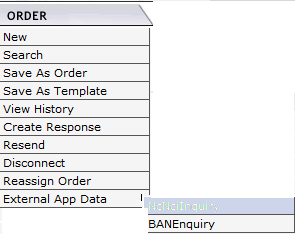 ORDER
New
Search
Save As Order
Save As Template
View History
Create Response
Resend
Disconnect
Reassign Order
External App Data
BANEnquiry